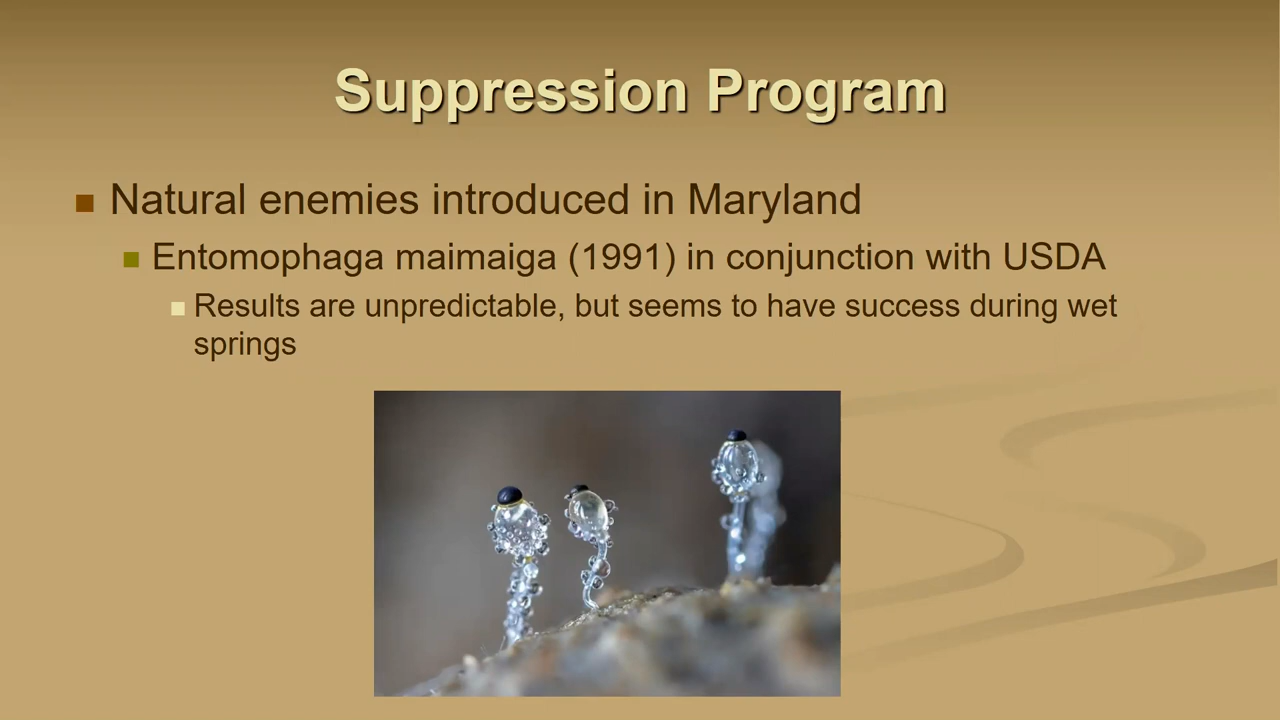 Suppression Program
Natural enemies introduced in Maryland
Entomophaga maimaiga (1991) in conjunction with USDA
Results are unpredictable, but seems to have success during wet
springs